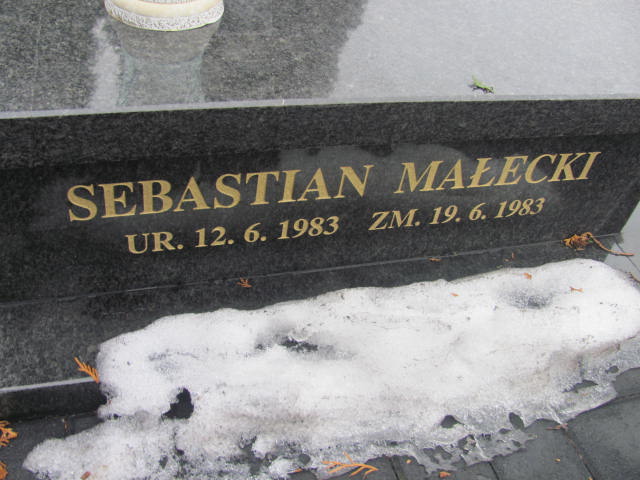 SEBASTIAN MAŁECKI
UR. 12. 6. 1983 ZM. 19. 6. 1983